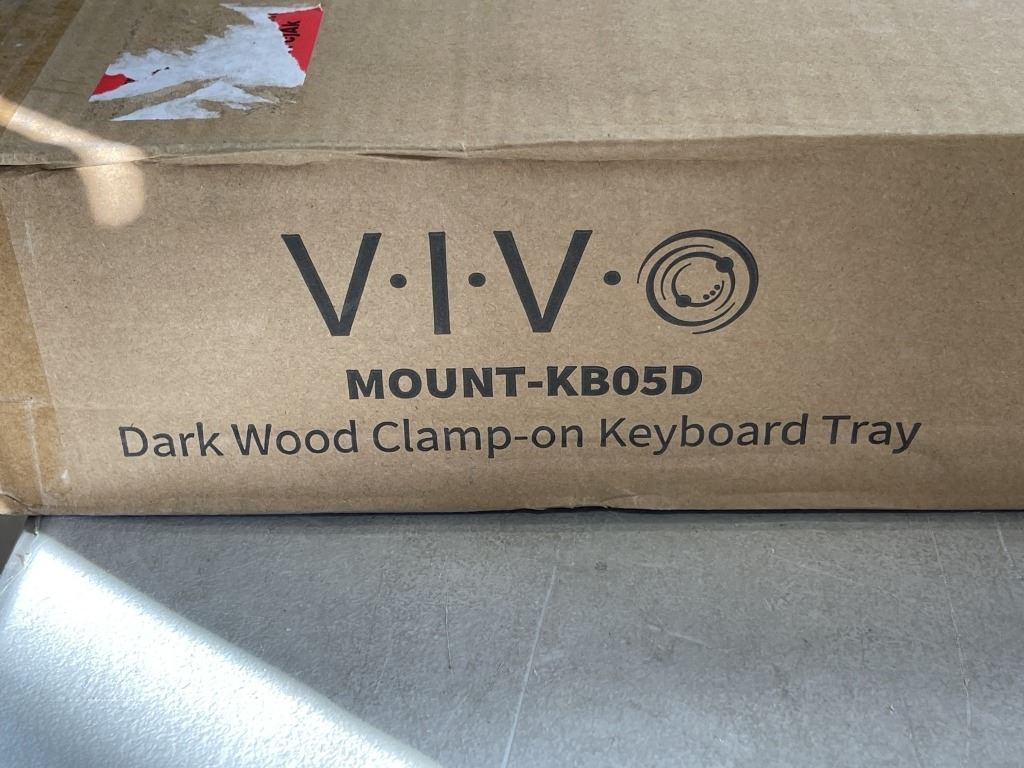 V·I·V·O
MOUNT-KB05D
Dark Wood Clamp-on Keyboard Tray